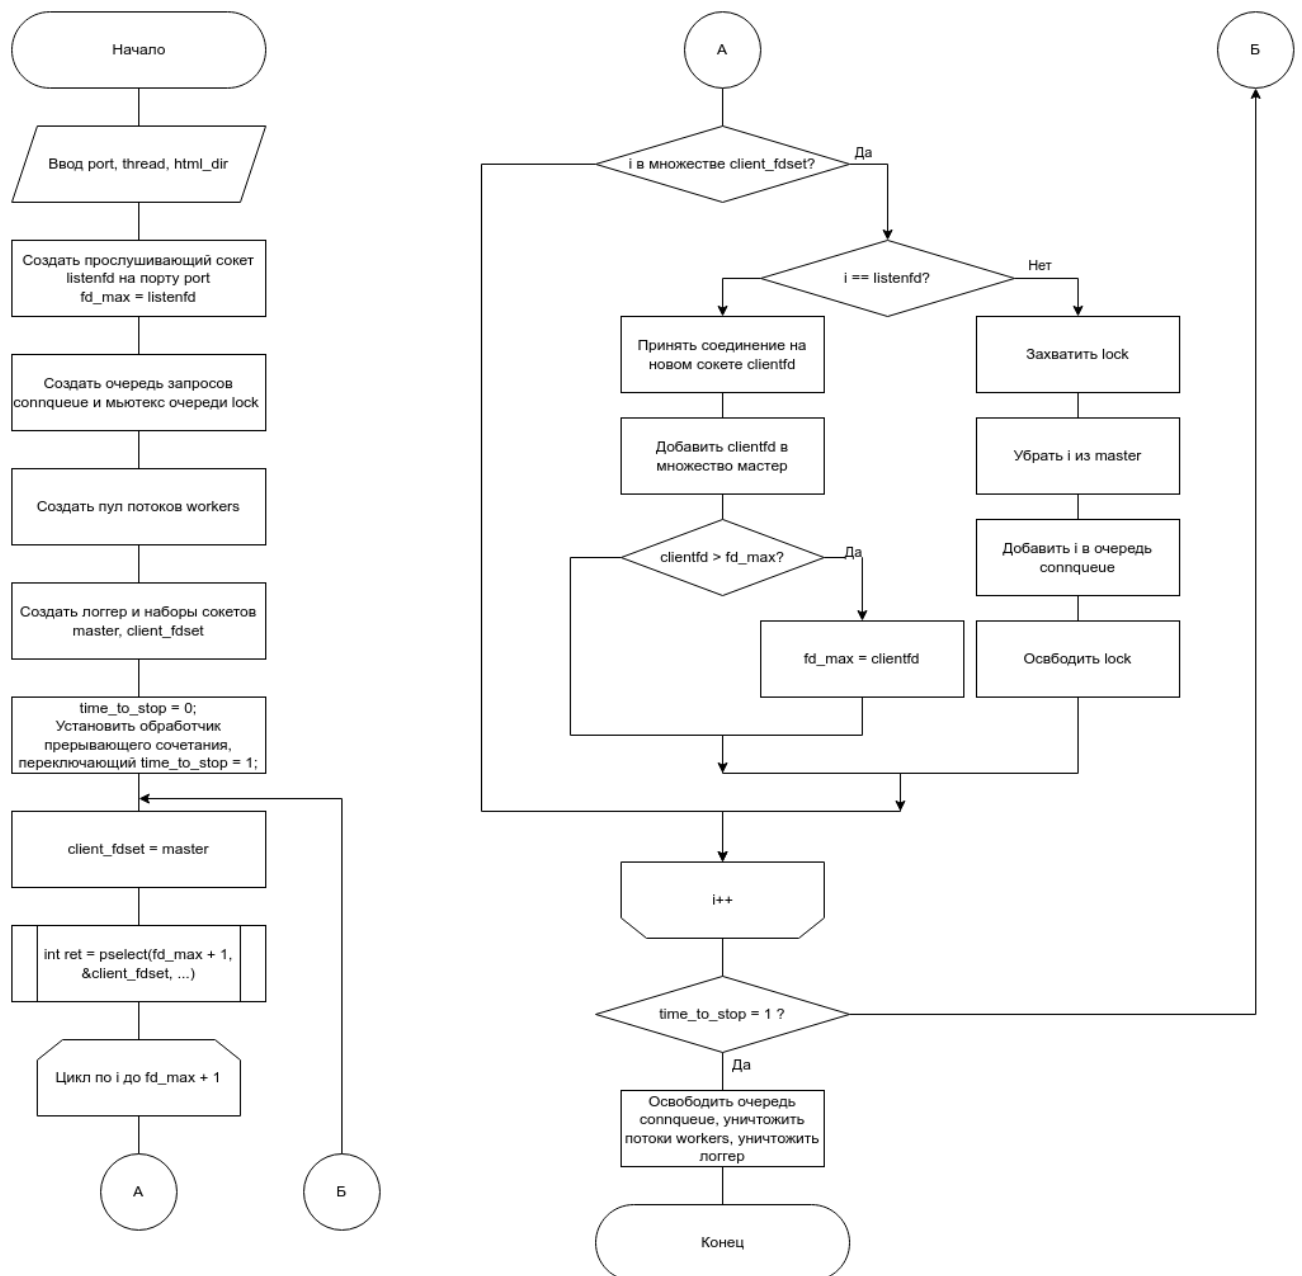 Начало
Ввод port, thread, html_dir
Создать прослушивающий сокет
listenfd на порту port
fd_max = listenfd
Создать очередь запросов
connqueue и мьютекс очереди lock
Создать пул потоков workers
Создать логгер и наборы сокетов
master, client_fdset
time_to_stop = 0;
Установить обработчик
прерывающего сочетания,
переключающий time_to_stop = 1;
client_fdset = master
int ret = pselect(fd_max + 1,
&client_fdset, ...)
Цикл по i до fd_max + 1
А
Б
А
i в множестве client_fdset?
Да
i == listenfd?
Нет
Принять соединение на
новом сокете clientfd
Добавить clientfd в
множество мастер
clientfd > fd_max?
Да
fd_max = clientfd
Захватить lock
Убрать i из master
Добавить i в очередь
connqueue
Освбодить lock
i++
time_to_stop = 1 ?
Да
Освободить очередь
connqueue, уничтожить
потоки workers, уничтожить
логгер
Конец
Б